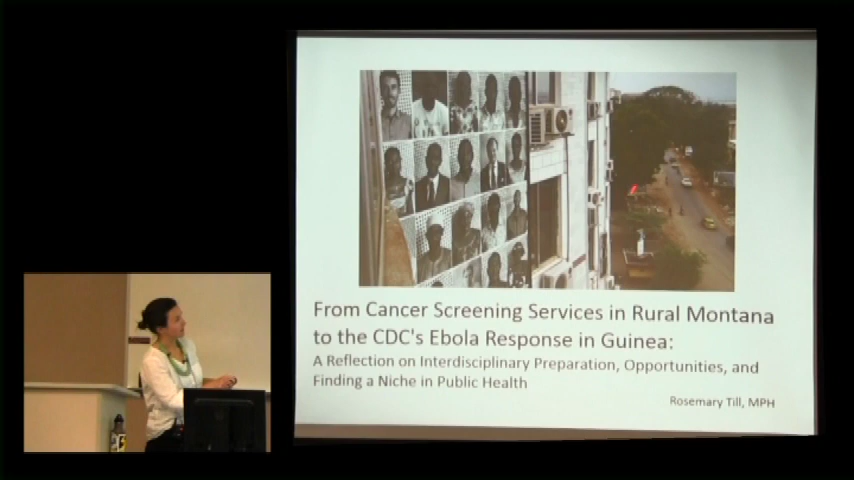 From Cancer Screening Services in Rural Montana
to the CDC's Ebola Response in Guinea:
A Reflection on Interdisciplinary Preparation, Opportunities, and
Finding a Niche in Public Health
Rosemary Till, MPH